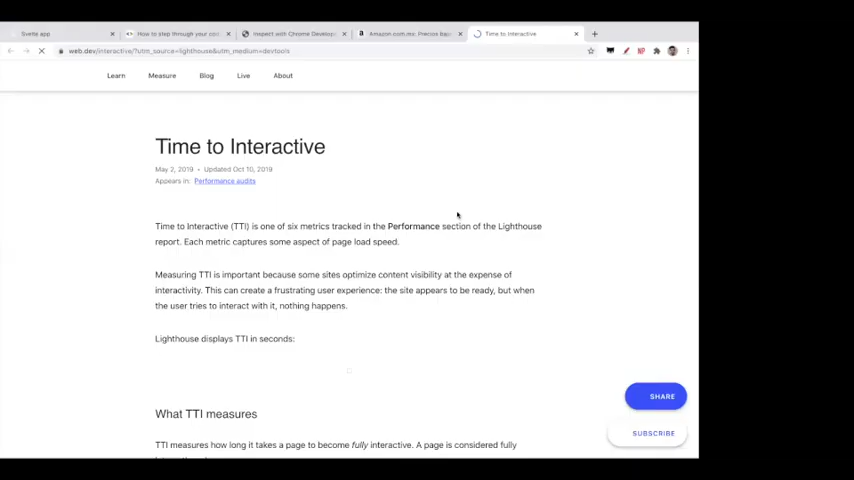 Svelte app
How to step through your coc
Inspect with Chrome Develop
Amazon.com.mx: Precios baj
Time to Interactive
web.dev/interactive/?utm_source=lighthouse&utm_medium=devtools
Learn Measure Blog Live About
Time to Interactive
May 2, 2019 • Updated Oct 10, 2019
Appears in: Performance audits
Time to Interactive (TTI) is one of six metrics tracked in the Performance section of the Lighthouse
report. Each metric captures some aspect of page load speed.
Measuring TTI is important because some sites optimize content visibility at the expense of
interactivity. This can create a frustrating user experience: the site appears to be ready, but when
the user tries to interact with it, nothing happens.
Lighthouse displays TTI in seconds:
SHARE
What TTI measures
SUBSCRIBE
TTI measures how long it takes a page to become fully interactive. A page is considered fully